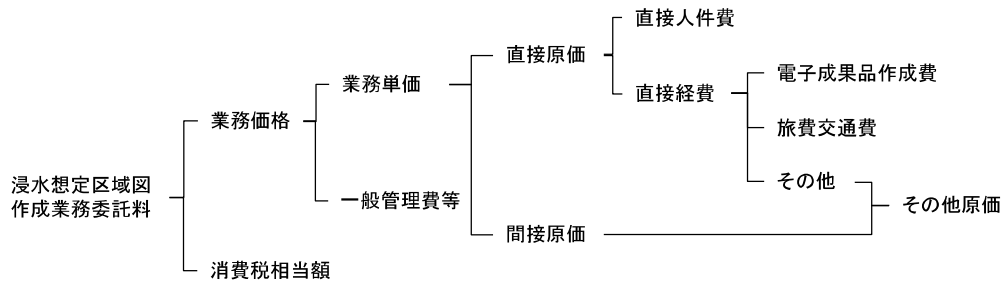 直接人件費
直接原価
電子成果品作成費
業務単価
直接経費
業務価格
旅費交通費
浸水想定区域図
作成業務委託料
その他
一般管理費等
その他原価
間接原価
消費税相当額